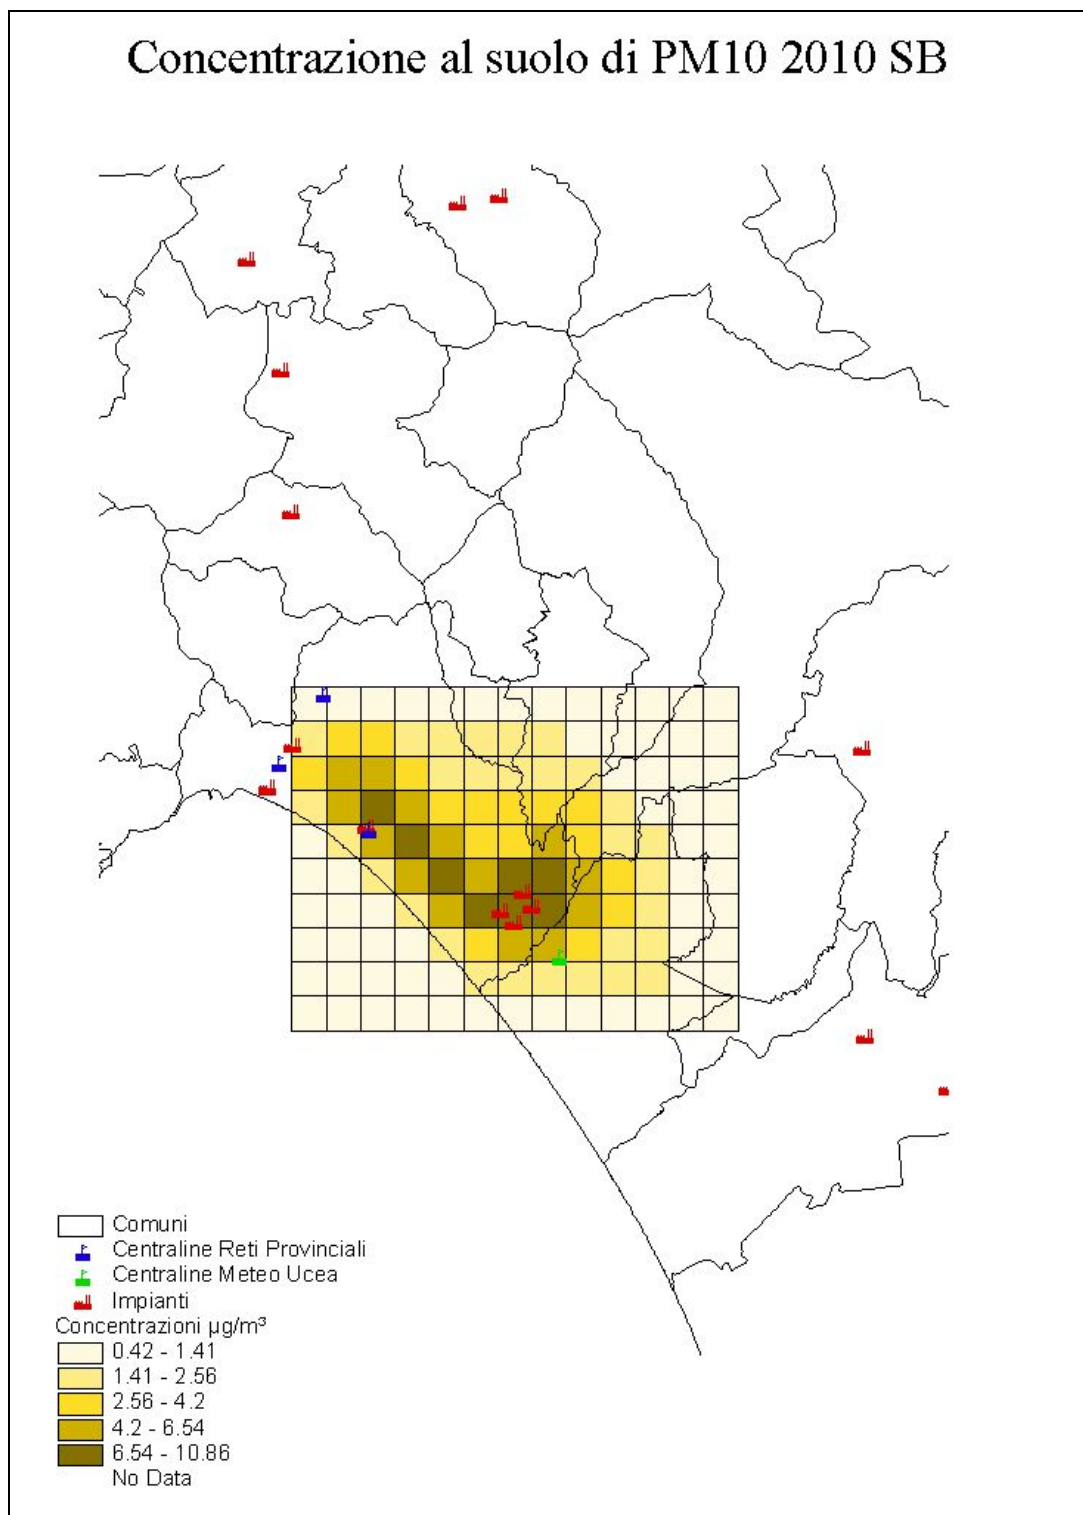 Concentrazione al suolo di PM10 2010 SB
Comuni
Centraline Reti Provinciali
Centraline Meteo Ucea
Impianti
Concentrazioni µg/m³
0.42 - 1.41
1.41 - 2.56
2.56 - 4.2
4.2 - 6.54
6.54 - 10.86
No Data